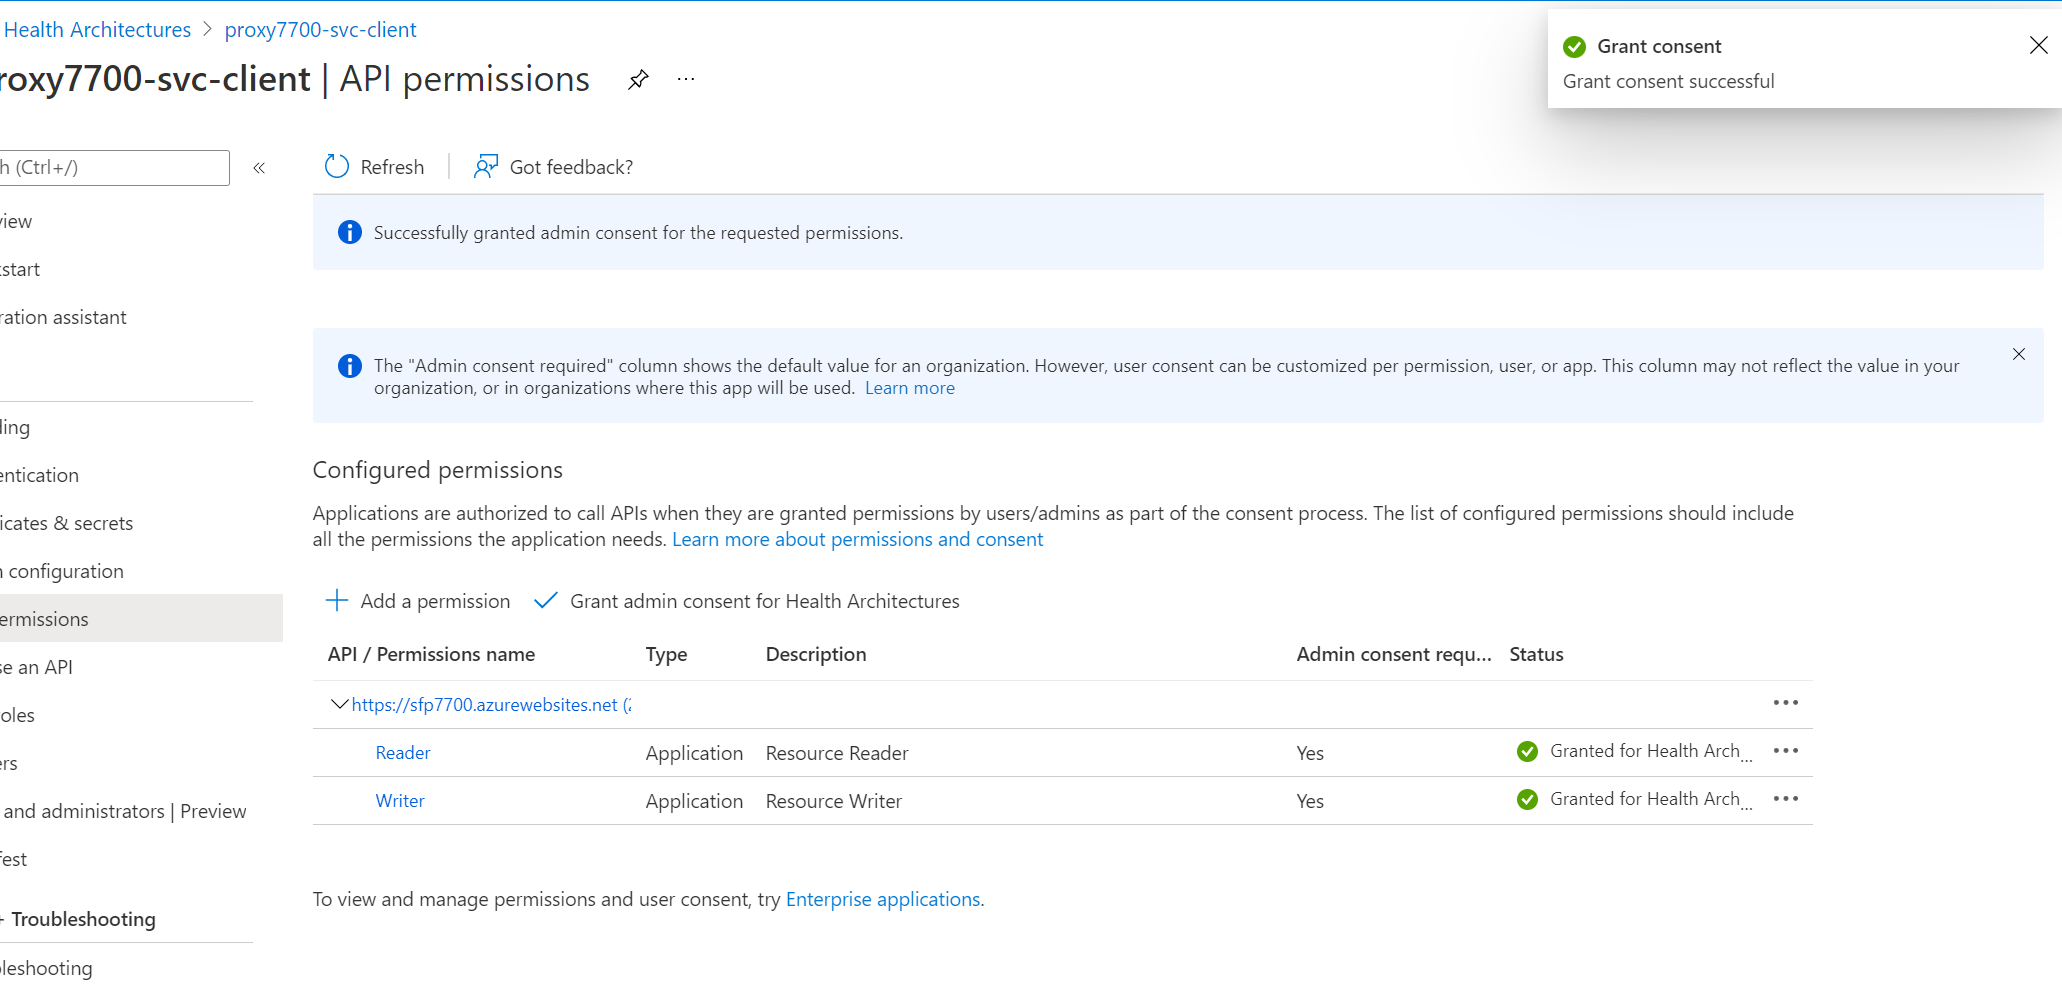 Health Architectures > proxy7700-svc-client
roxy7700-svc-client | API permissions ...
Grant consent
Grant consent successful
h (Ctrl+/) «
Refresh | Got feedback?
view
Successfully granted admin consent for the requested permissions.
tstart
ration assistant
The "Admin consent required" column shows the default value for an organization. However, user consent can be customized per permission, user, or app. This column may not reflect the value in your
organization, or in organizations where this app will be used. Learn more
ding
entication
icates & secrets
n configuration
ermissions
se an API
oles
ers
and administrators | Preview
fest
+ Troubleshooting
leshooting
Configured permissions
Applications are authorized to call APIs when they are granted permissions by users/admins as part of the consent process. The list of configured permissions should include
all the permissions the application needs. Learn more about permissions and consent
Add a permission Grant admin consent for Health Architectures
API / Permissions name Type Description Admin consent requ... Status
https://sfp7700.azurewebsites.net (2 ...
Reader Application Resource Reader Yes Granted for Health Arch... ...
Writer Application Resource Writer Yes Granted for Health Arch... ...
To view and manage permissions and user consent, try Enterprise applications.